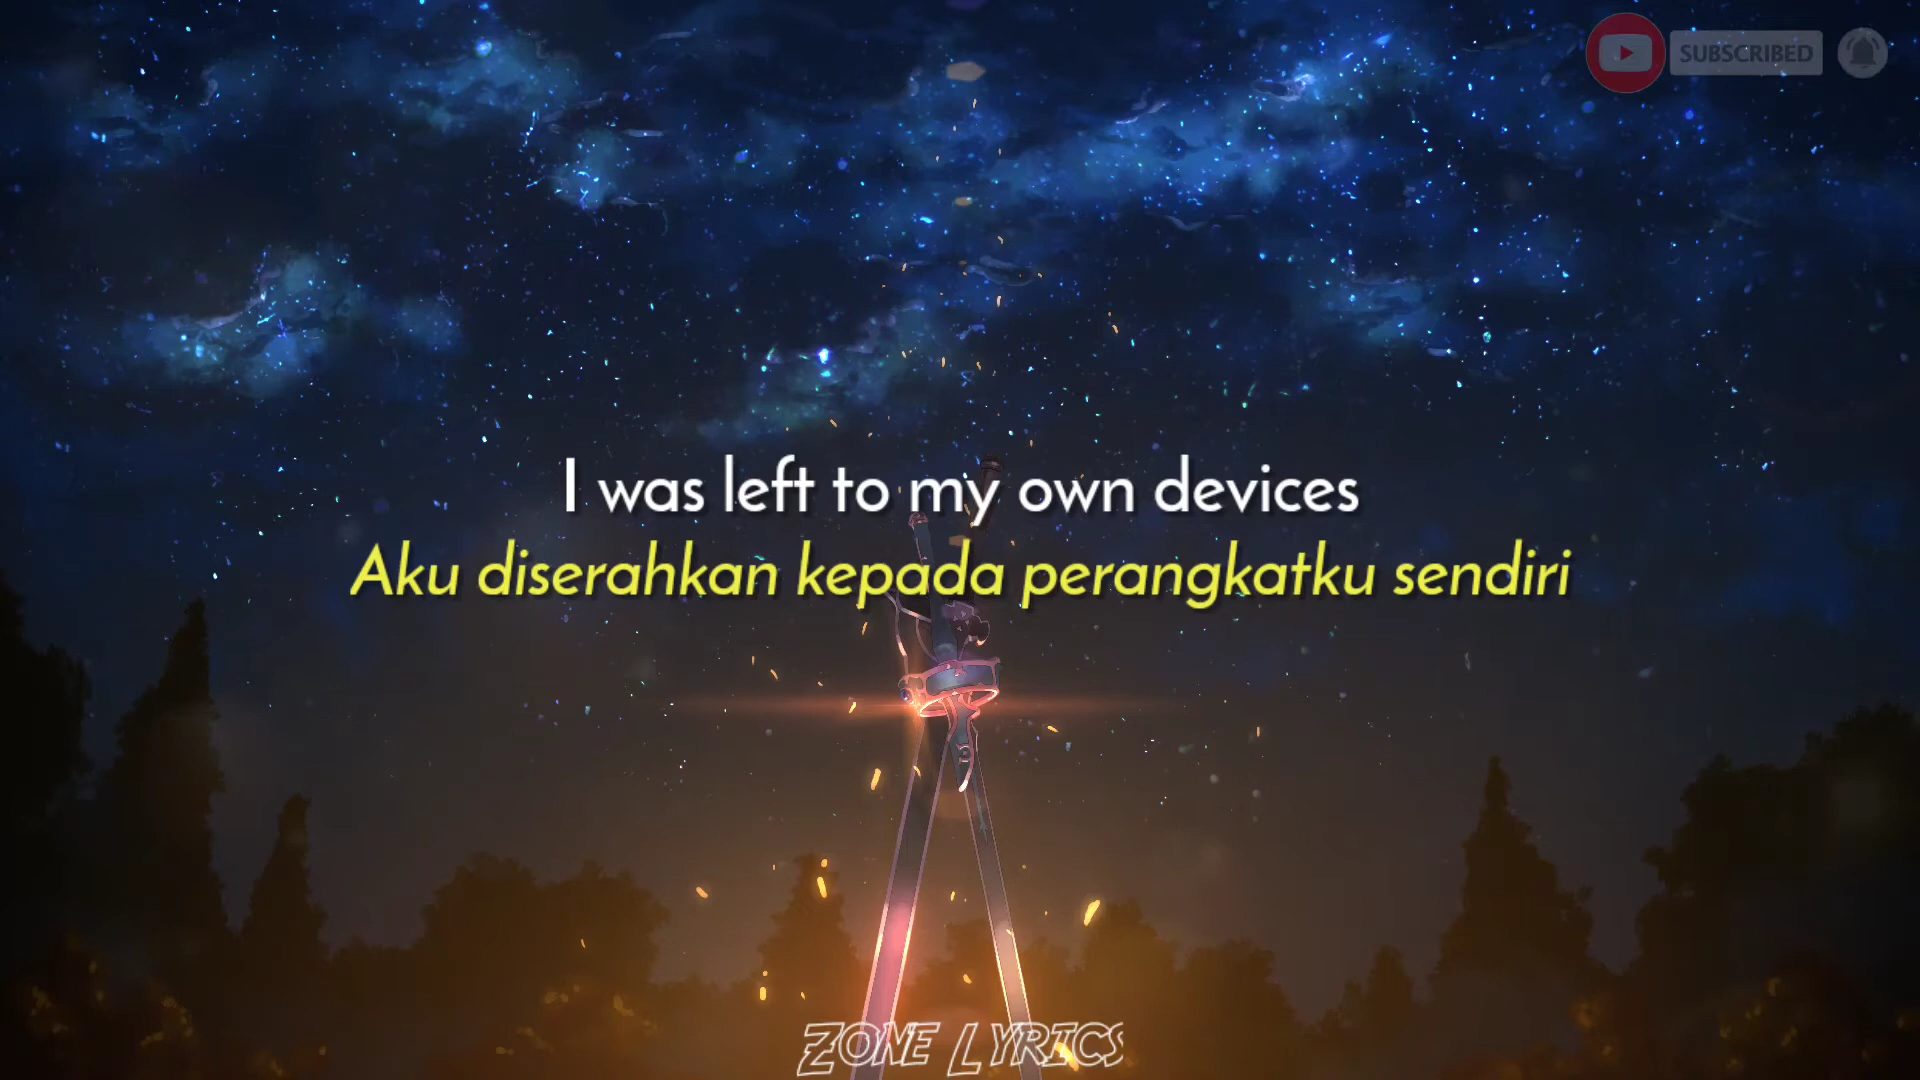 SUBSCRIBED
I was left to my own devices
Aku diserahkan kepada perangkatku sendiri
ZONE LYRICS